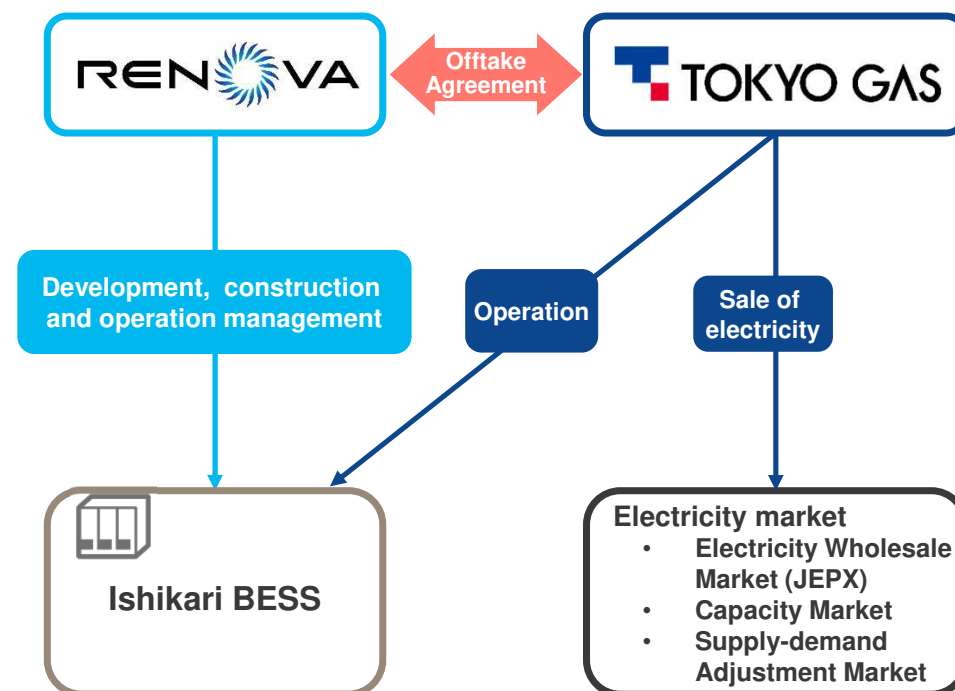 RENOVA
Offtake
Agreement
TOKYO GAS
Development, construction
and operation management
Operation
Sale of
electricity
Ishikari BESS
Electricity market
• Electricity Wholesale
Market (JEPX)
• Capacity Market
• Supply-demand
Adjustment Market